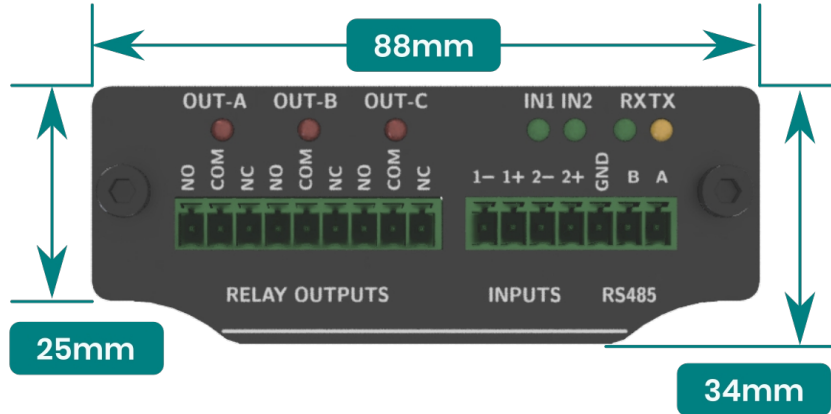 88mm
OUT-A OUT-B OUT-C IN1 IN2 RX TX
NO COM NC NO COM NC NO COM NC 1− 1+ 2− 2+ GND B A
RELAY OUTPUTS INPUTS RS485
25mm
34mm